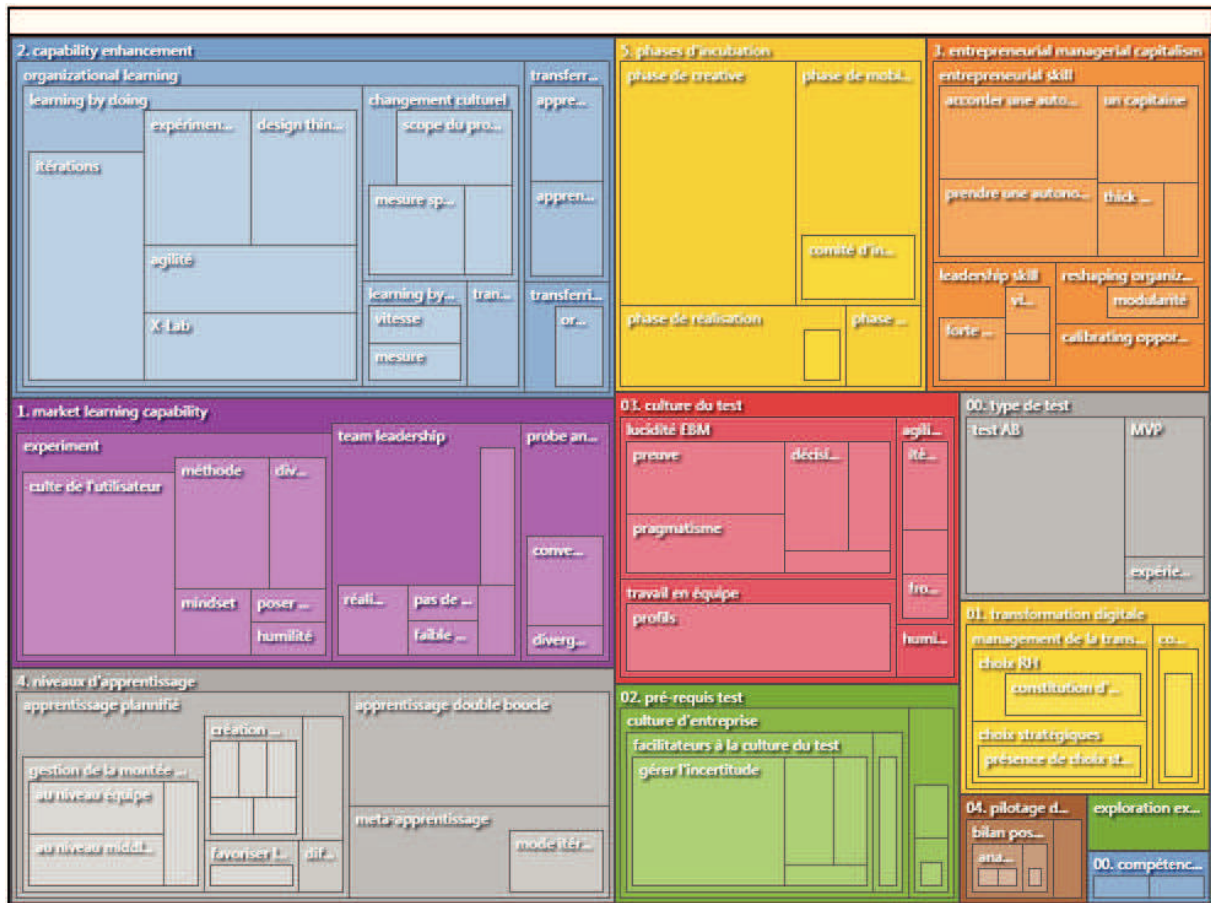 2. capability enhancement
organizational learning
learning by doing
itérations
expérimen...
design thin...
agilité
X-Lab
changement culturel
scope du pro...
mesure sp...
learning by...
vitesse
mesure
tran...
transferr...
appre...
appren...
transferri...
or...
5. phases d'incubation
phase de creative
phase de mobi...
comité d'in...
phase de réalisation
phase ...
3. entrepreneurial managerial capitalism
entrepreneurial skill
accorder une auto...
un capitaine
prendre une autono...
thick ...
leadership skill
vi...
forte ...
reshaping organiz...
modularité
calibrating oppor...
1. market learning capability
experiment
culte de l'utilisateur
méthode
div...
mindset
poser ...
humilité
team leadership
réali...
pas de ...
faible ...
probe an...
conve...
diverg...
03. culture du test
lucidité EBM
preuve
décisi...
pragmatisme
agili...
ité...
fro...
travail en équipe
profils
humi...
00. type de test
test AB
MVP
expérie...
4. niveaux d'apprentissage
apprentissage plannifié
création ...
gestion de la montée ...
au niveau équipe
au niveau middl...
favoriser l...
dif...
apprentissage double boucle
meta-apprentissage
mode itér...
02. pré-requis test
culture d'entreprise
facilitateurs à la culture du test
gérer l'incertitude
01. transformation digitale
management de la trans...
co...
choix RH
constitution d'...
choix stratégiques
présence de choix st...
04. pilotage d...
bilan pos...
ana...
exploration ex...
00. compétenc...